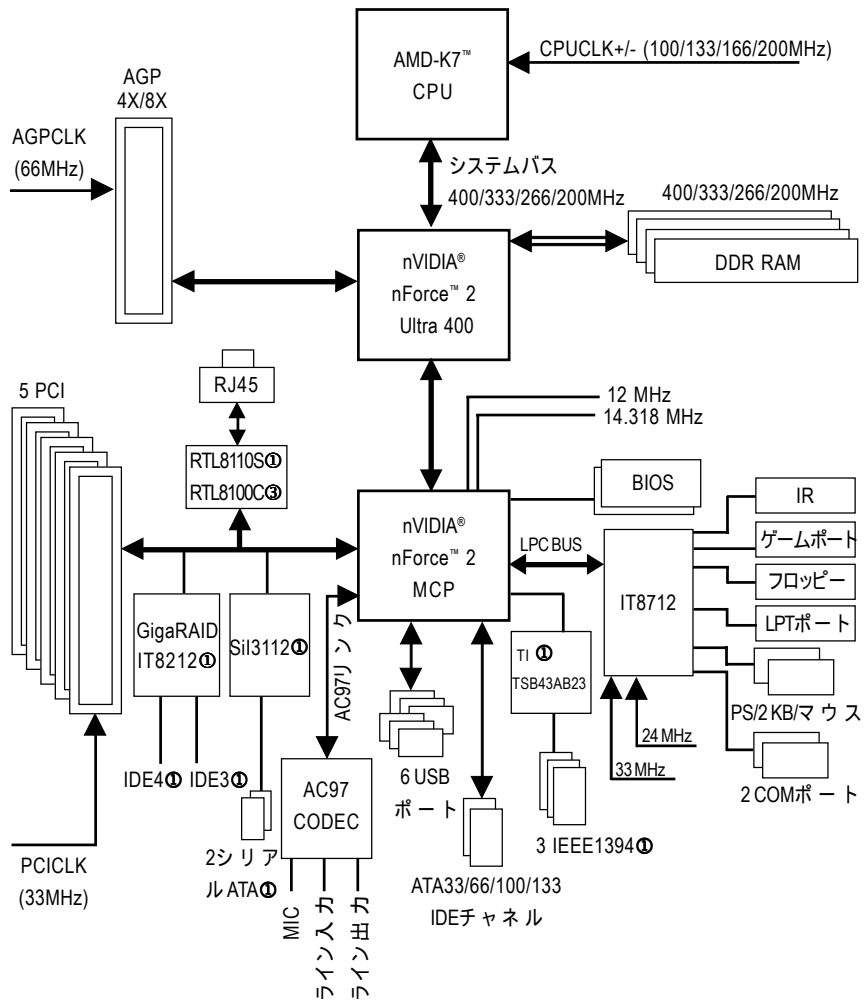 AMD-K7™
CPU
CPUCLK+/- (100/133/166/200MHz)
AGP
4X/8X
AGPCLK
(66MHz)
システムバス
400/333/266/200MHz
400/333/266/200MHz
DDR RAM
nVIDIA®
nForce™ 2
Ultra 400
5 PCI
RJ45
12 MHz
14.318 MHz
RTL8110S①
RTL8100C③
nVIDIA®
nForce™ 2
MCP
BIOS
LPC BUS
IT8712
IR
ゲームポート
フロッピー
LPTポート
PS/2 KB/マウス
2 COMポート
24 MHz
33 MHz
GigaRAID
IT8212①
SiI3112①
AC97リンク
TI ①
TSB43AB23
IDE4① IDE3①
AC97
CODEC
6 USB
ポート
3 IEEE1394①
2シリア
ルATA①
ATA33/66/100/133
IDEチャネル
PCICLK
(33MHz)
MIC
ライン入力
ライン出力